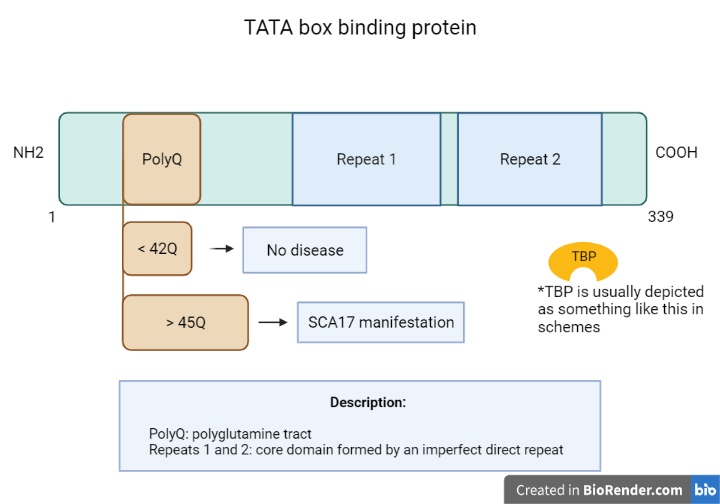 TATA box binding protein
NH2
PolyQ
Repeat 1
Repeat 2
COOH
1
339
< 42Q
No disease
TBP
*TBP is usually depicted
as something like this in
schemes
> 45Q
SCA17 manifestation
Description:
PolyQ: polyglutamine tract
Repeats 1 and 2: core domain formed by an imperfect direct repeat
Created in BioRender.com bio